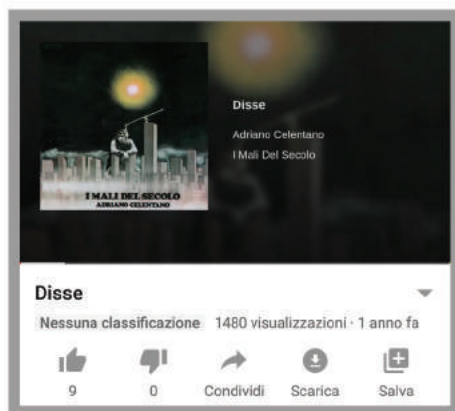 Disse
Adriano Celentano
I Mali Del Secolo
I MALI DEL SECOLO
ADRIANO CELENTANO
Disse
Nessuna classificazione 1480 visualizzazioni · 1 anno fa
9 0 Condividi Scarica Salva